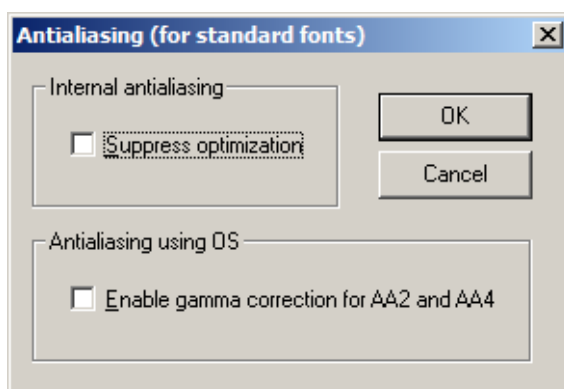 Antialiasing (for standard fonts)
Internal antialiasing
Suppress optimization
OK
Cancel
Antialiasing using OS
Enable gamma correction for AA2 and AA4